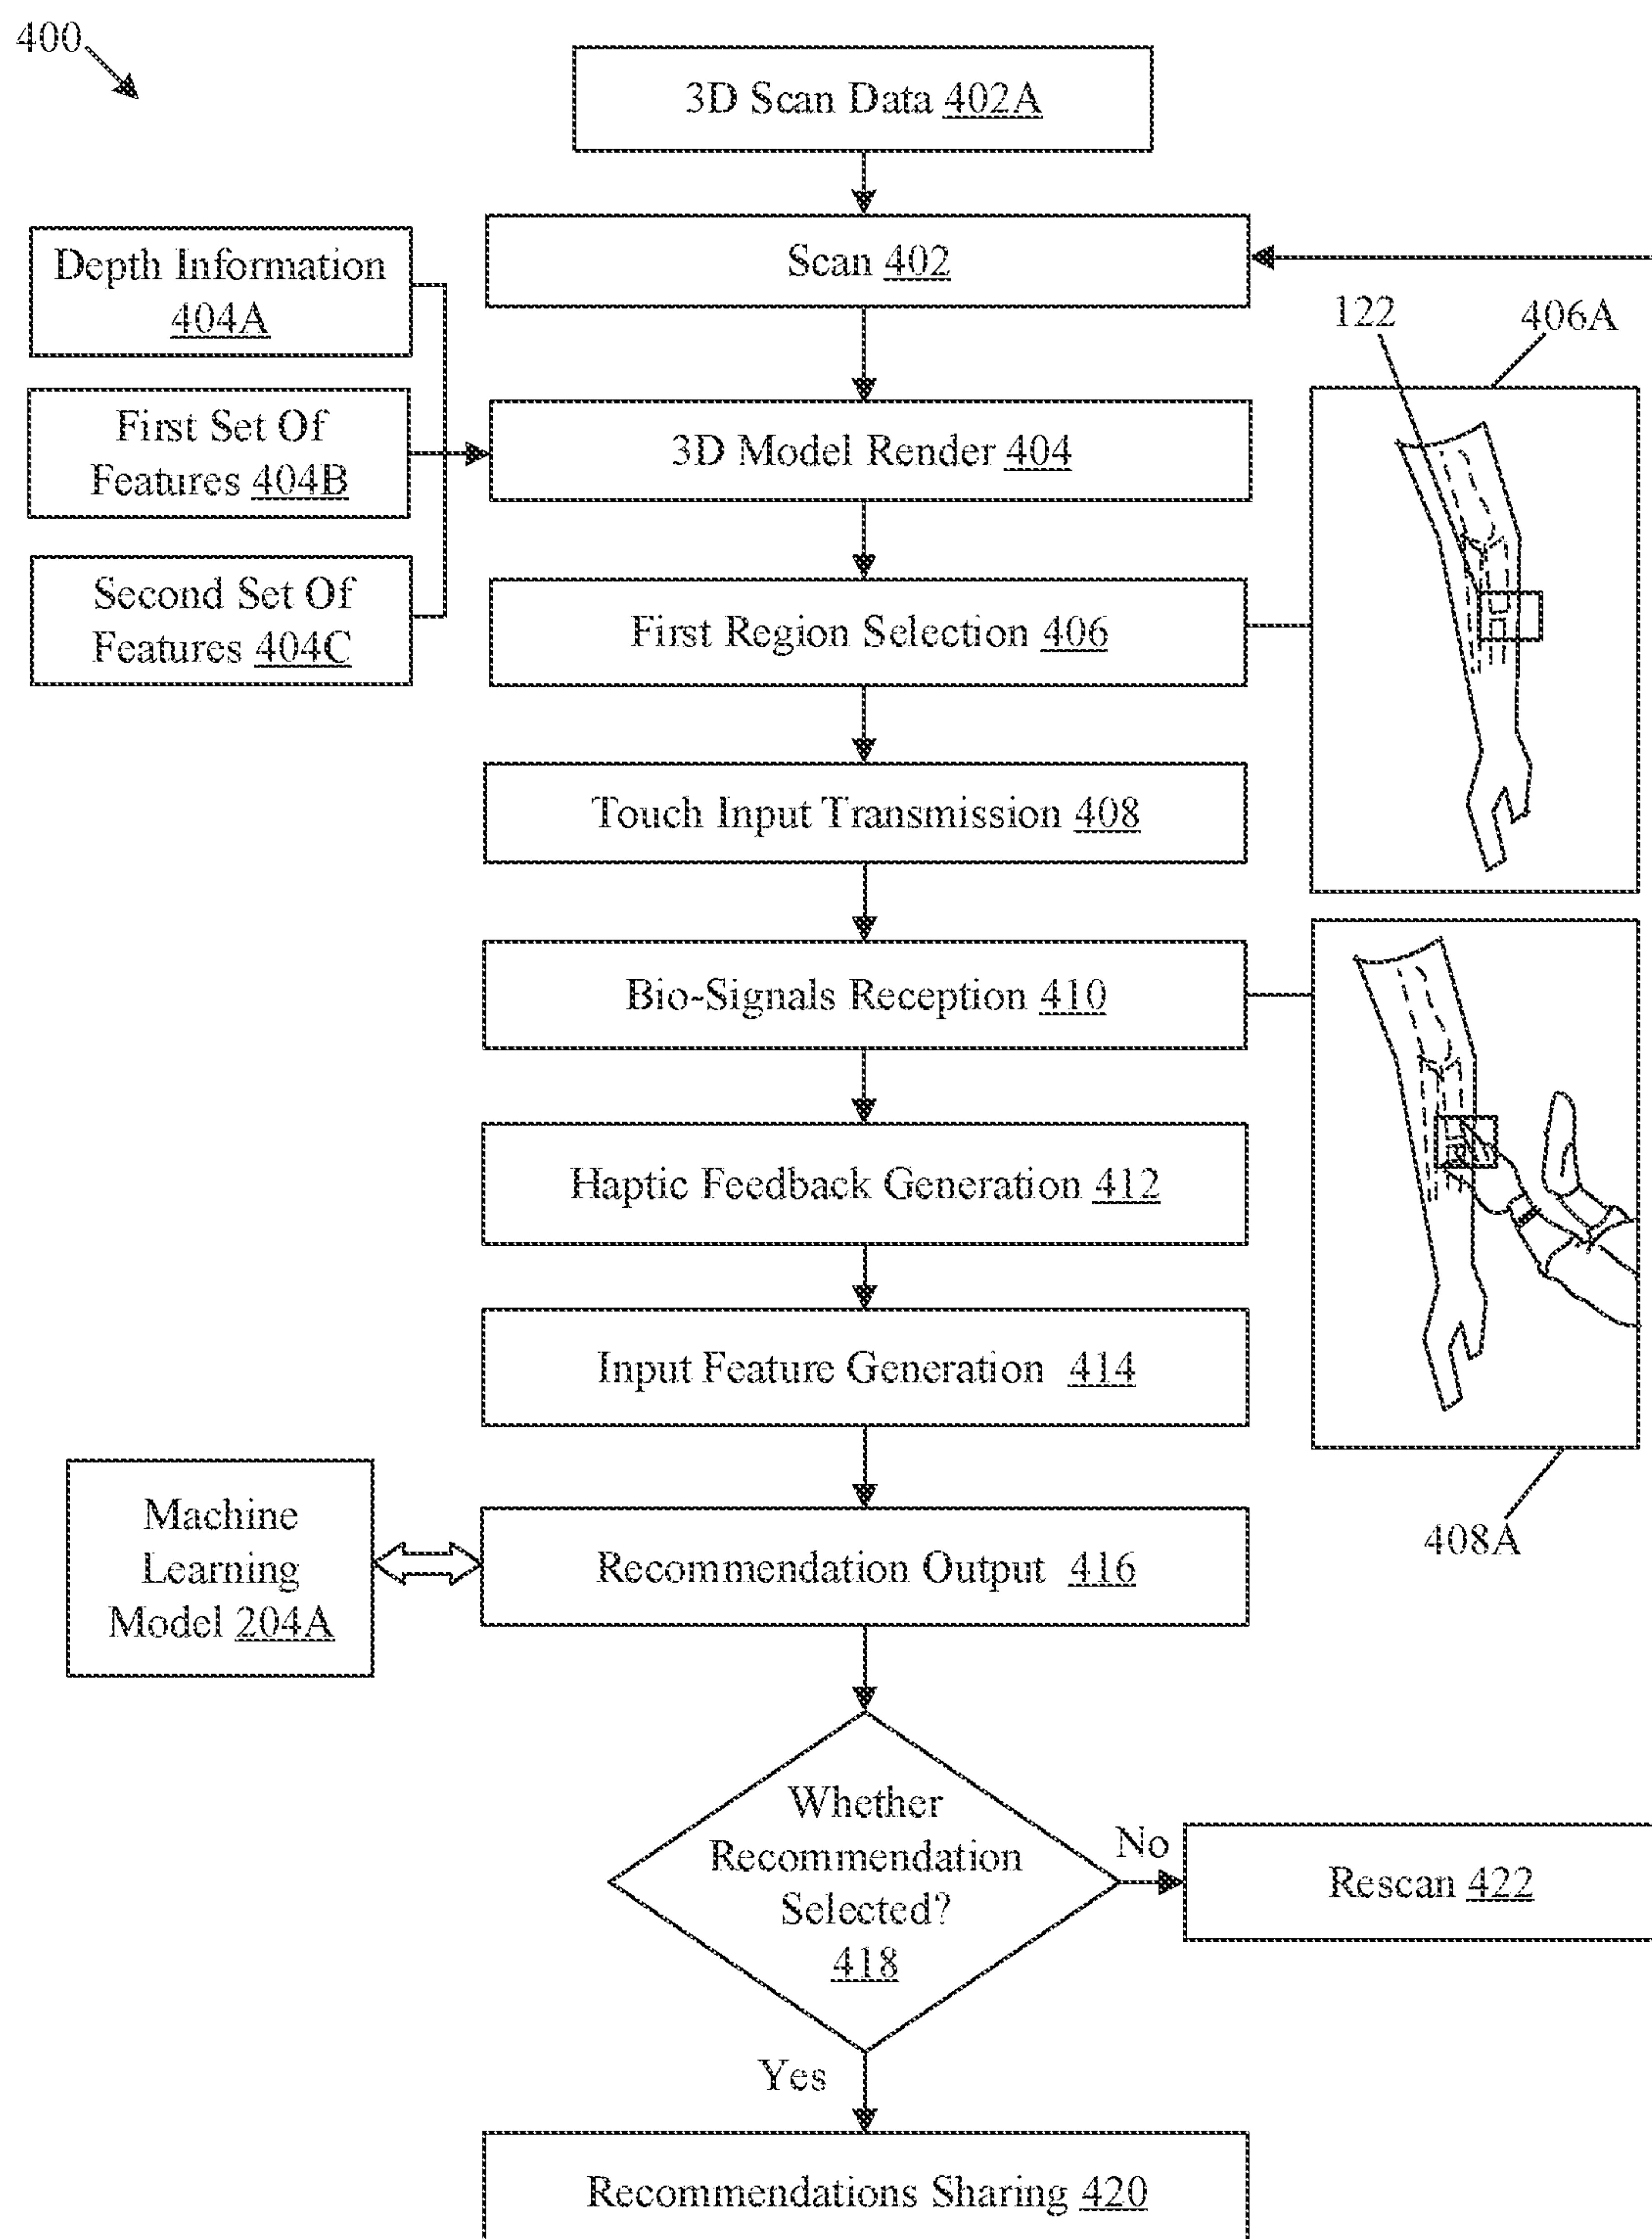 400
3D Scan Data 402A
Scan 402
Depth Information
404A
122
406A
First Set Of
Features 404B
3D Model Render 404
Second Set Of
Features 404C
First Region Selection 406
Touch Input Transmission 408
Bio-Signals Reception 410
Haptic Feedback Generation 412
Input Feature Generation 414
408A
Machine
Learning
Model 204A
Recommendation Output 416
Whether
Recommendation
Selected?
418
No
Rescan 422
Yes
Recommendations Sharing 420